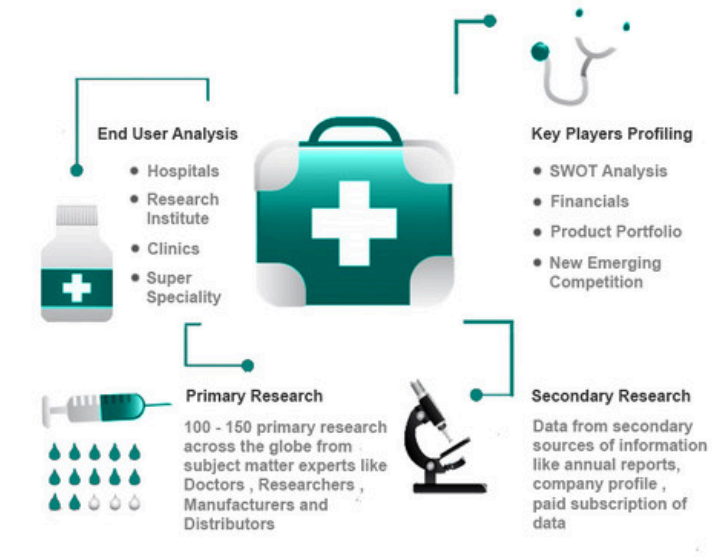 End User Analysis
Hospitals
Research
Institute
Clinics
Super
Speciality
Key Players Profiling
SWOT Analysis
Financials
Product Portfolio
New Emerging
Competition
Primary Research
100 - 150 primary research
across the globe from
subject matter experts like
Doctors , Researchers ,
Manufacturers and
Distributors
Secondary Research
Data from secondary
sources of information
like annual reports,
company profile ,
paid subscription of
data